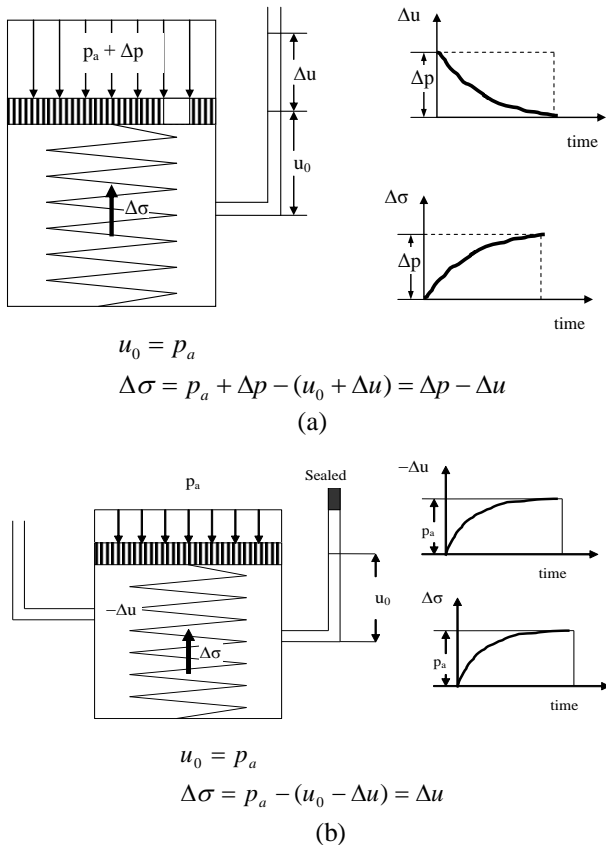 pa + Δp
Δu
u0
Δσ
Δu
Δp
time
Δσ
Δp
time
u0 = pa
Δσ = pa + Δp − (u0 + Δu) = Δp − Δu
(a)
pa
Sealed
−Δu
u0
Δσ
−Δu
pa
time
Δσ
pa
time
u0 = pa
Δσ = pa − (u0 − Δu) = Δu
(b)